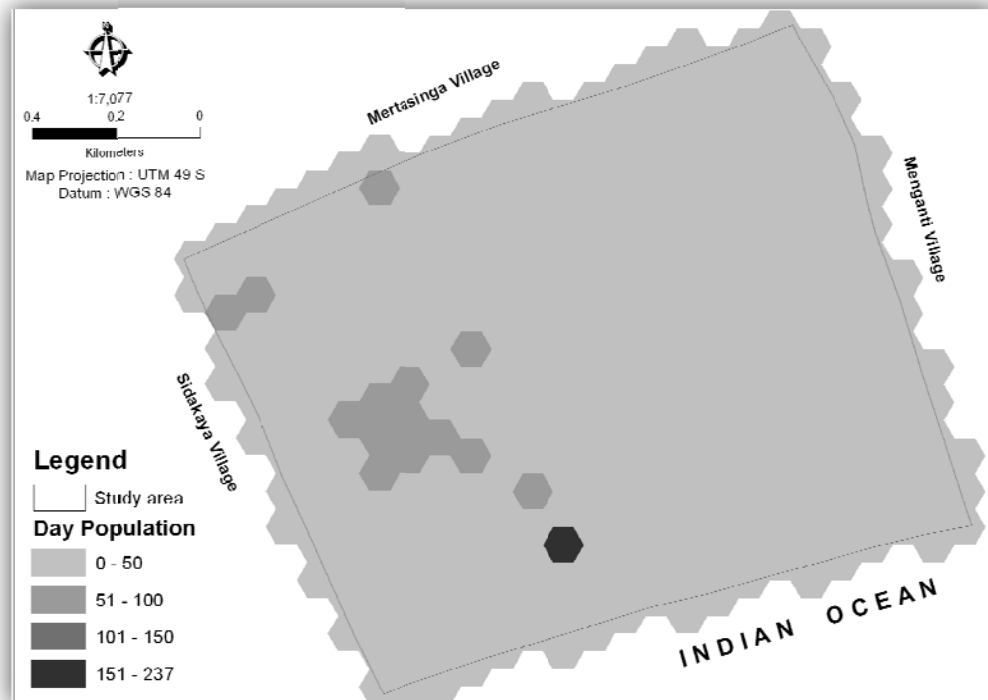 1:7,077
0.4 0.2 0
Kilometers
Map Projection : UTM 49 S
Datum : WGS 84
Mertasinga Village
Menganti Village
Sidakaya Village
Legend
Study area
Day Population
0 - 50
51 - 100
101 - 150
151 - 237
INDIAN OCEAN